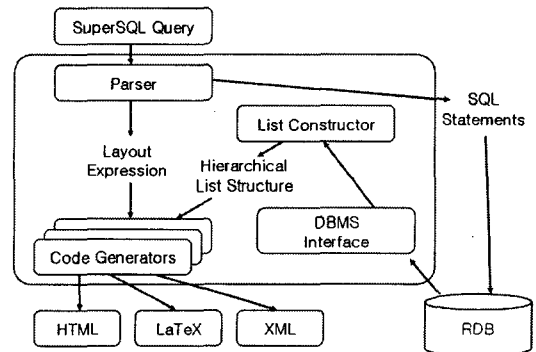 SuperSQL Query
Parser
SQL
Statements
List Constructor
Layout
Expression
Hierarchical
List Structure
DBMS
Interface
Code Generators
HTML
LaTeX
XML
RDB